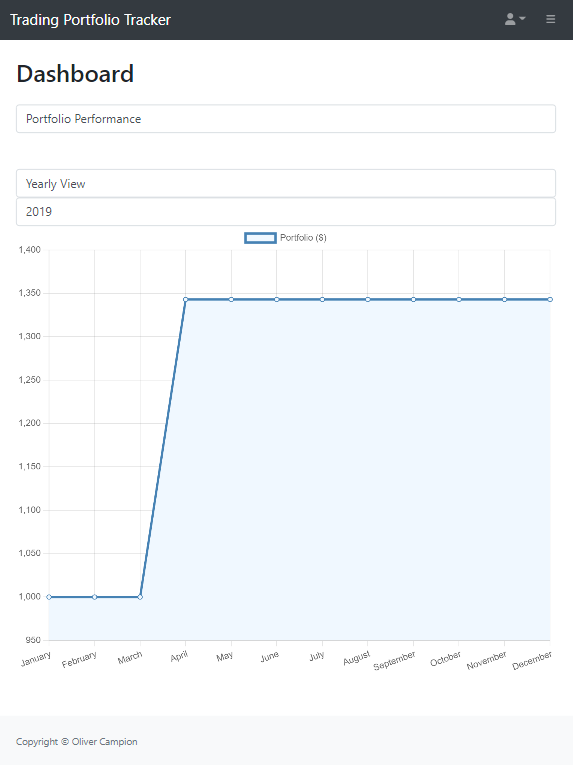 Trading Portfolio Tracker
Dashboard
Portfolio Performance
Yearly View
2019
Portfolio ($)
1,400
1,350
1,300
1,250
1,200
1,150
1,100
1,050
1,000
950
January February March April May June July August September October November December
Copyright © Oliver Campion